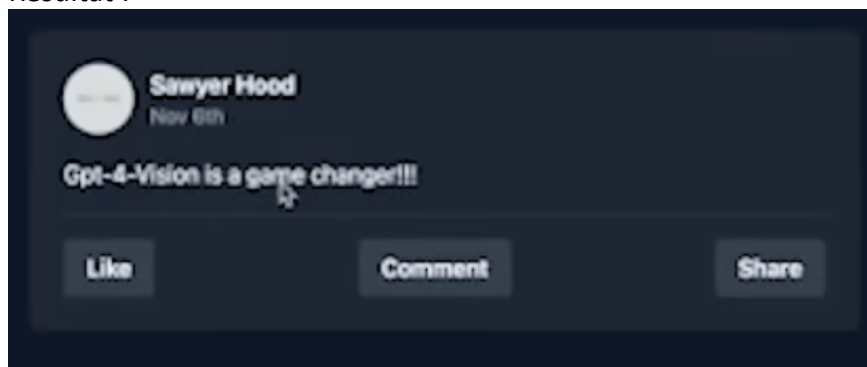 Sawyer Hood
Nov 6th
Gpt-4-Vision is a game changer!!!
Like
Comment
Share